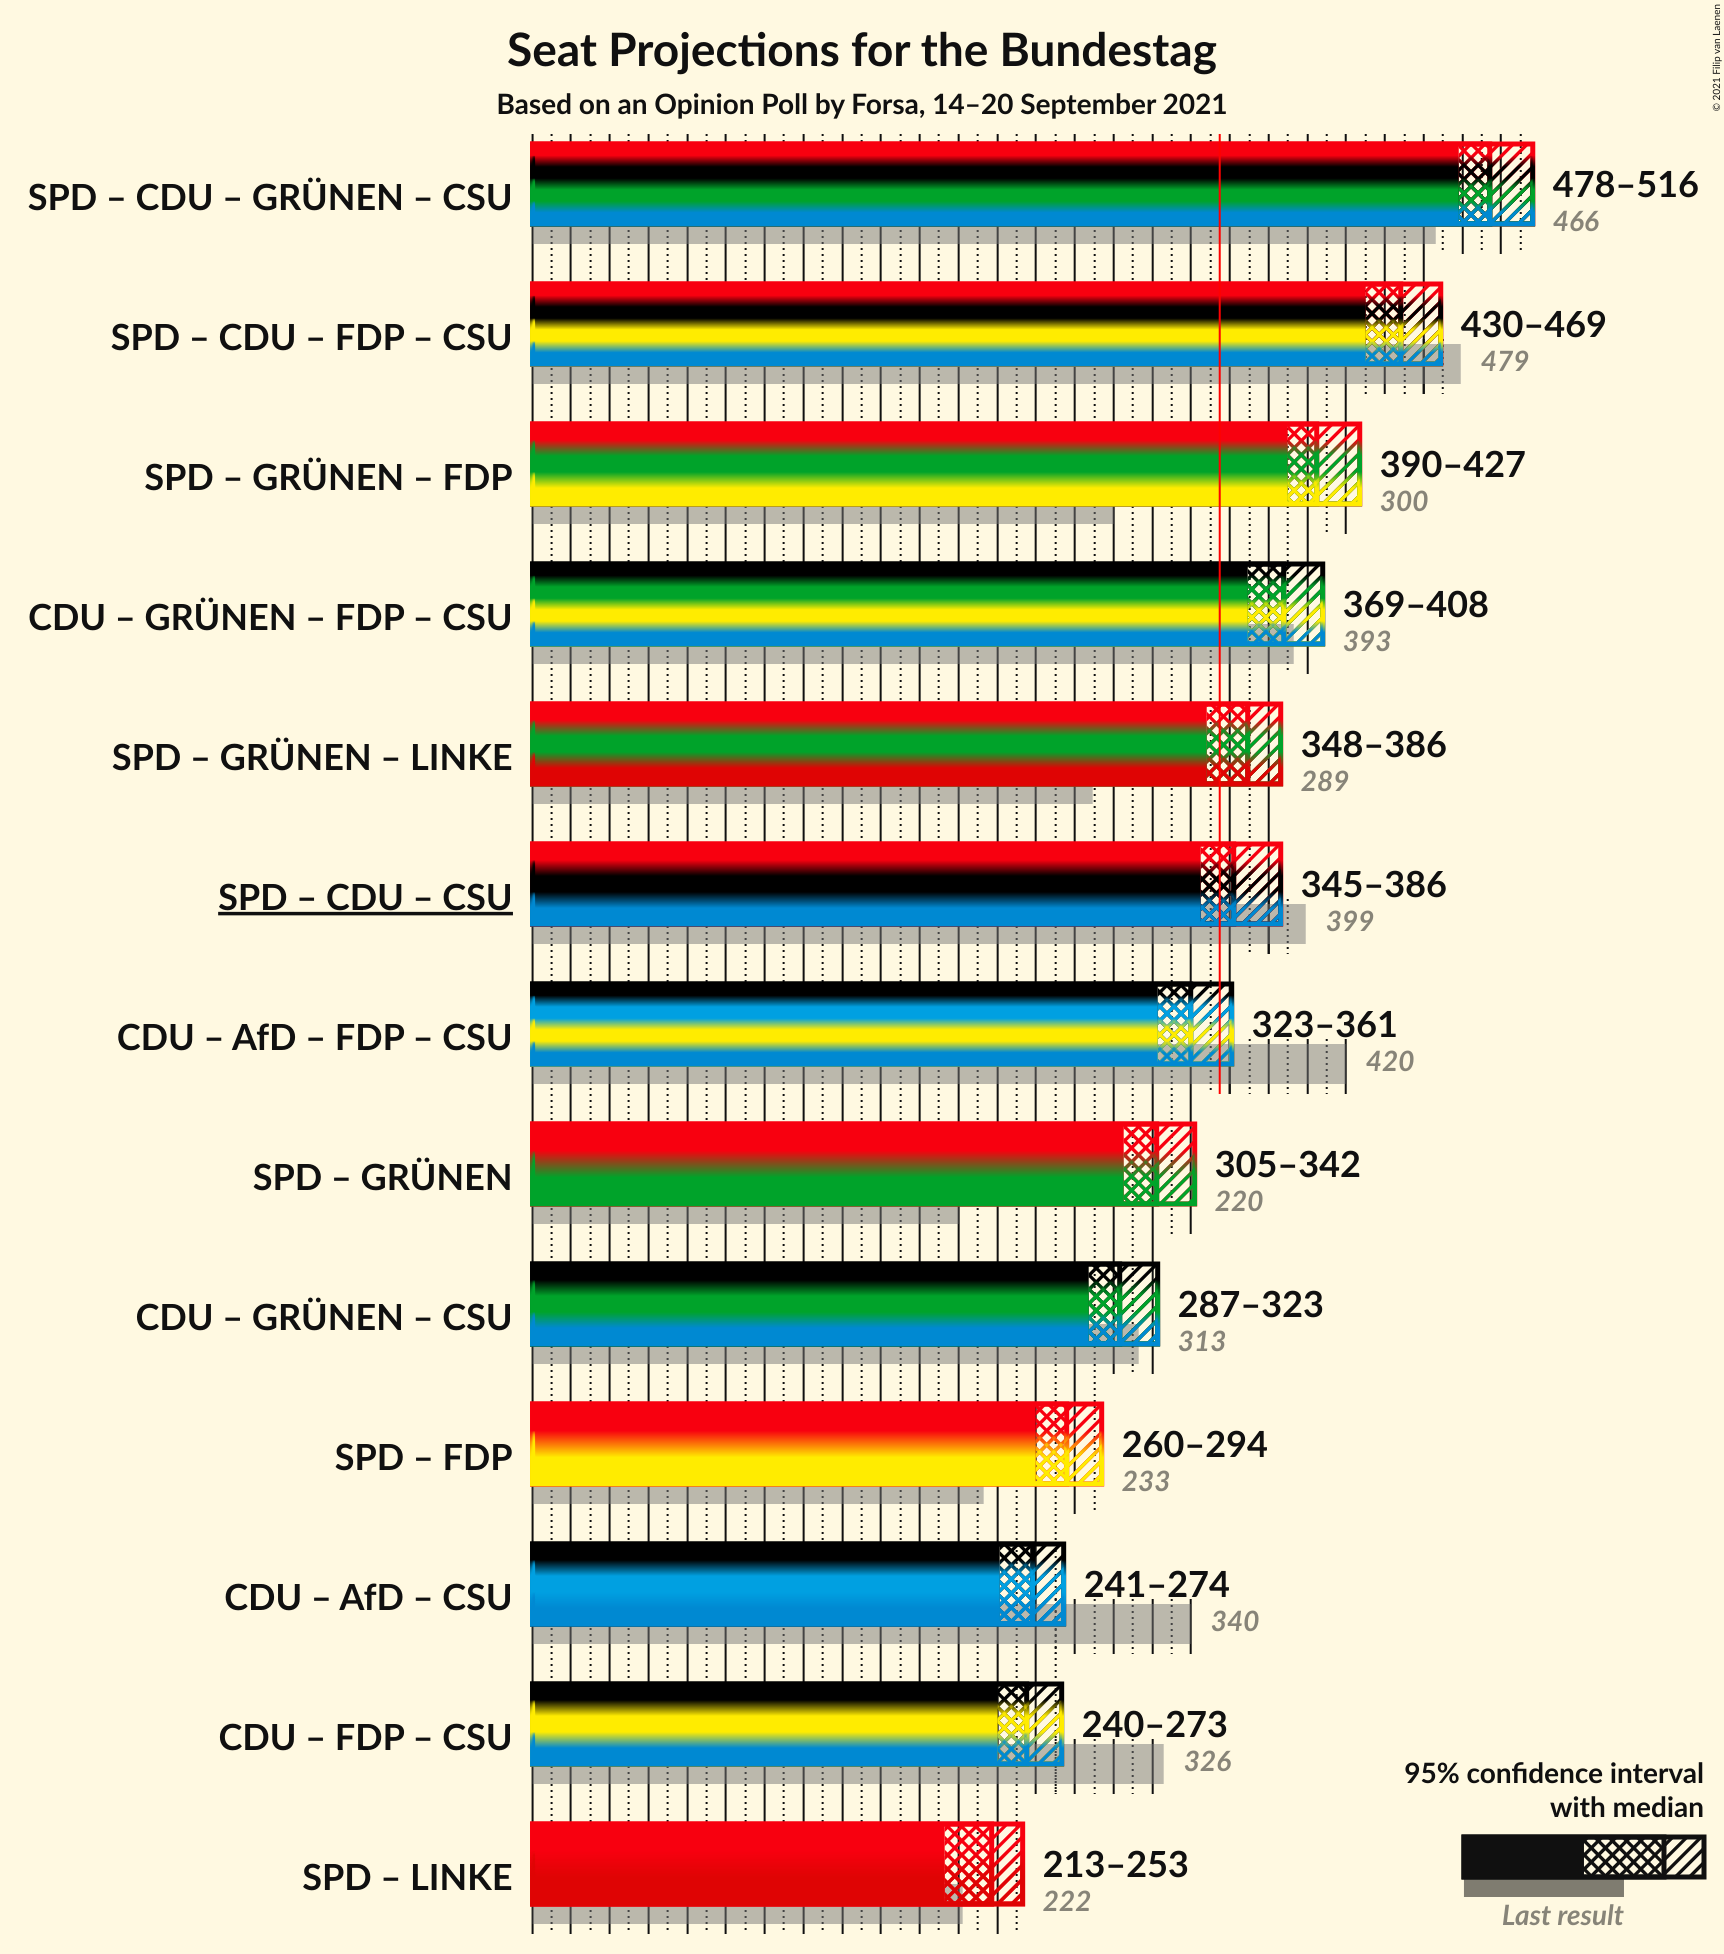 Seat Projections for the Bundestag
Based on an Opinion Poll by Forsa, 14–20 September 2021
© 2021 Filip van Laenen
SPD – CDU – GRÜNEN – CSU
478–516
466
SPD – CDU – FDP – CSU
430–469
479
SPD – GRÜNEN – FDP
390–427
300
CDU – GRÜNEN – FDP – CSU
369–408
393
SPD – GRÜNEN – LINKE
348–386
289
SPD – CDU – CSU
345–386
399
CDU – AfD – FDP – CSU
323–361
420
SPD – GRÜNEN
305–342
220
CDU – GRÜNEN – CSU
287–323
313
SPD – FDP
260–294
233
CDU – AfD – CSU
241–274
340
CDU – FDP – CSU
240–273
326
SPD – LINKE
213–253
222
95% confidence interval
with median
Last result